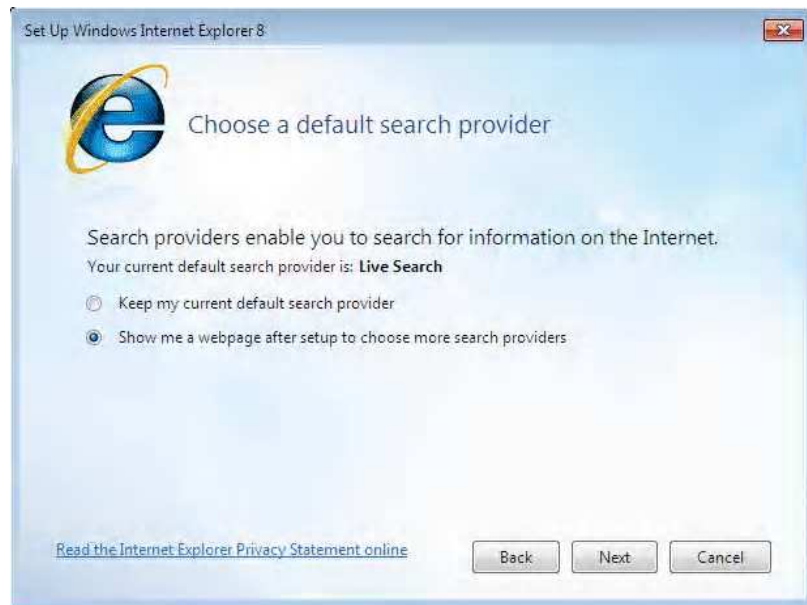 Set Up Windows Internet Explorer 8
Choose a default search provider
Search providers enable you to search for information on the Internet.
Your current default search provider is: Live Search
Keep my current default search provider
Show me a webpage after setup to choose more search providers
Read the Internet Explorer Privacy Statement online
Back Next Cancel